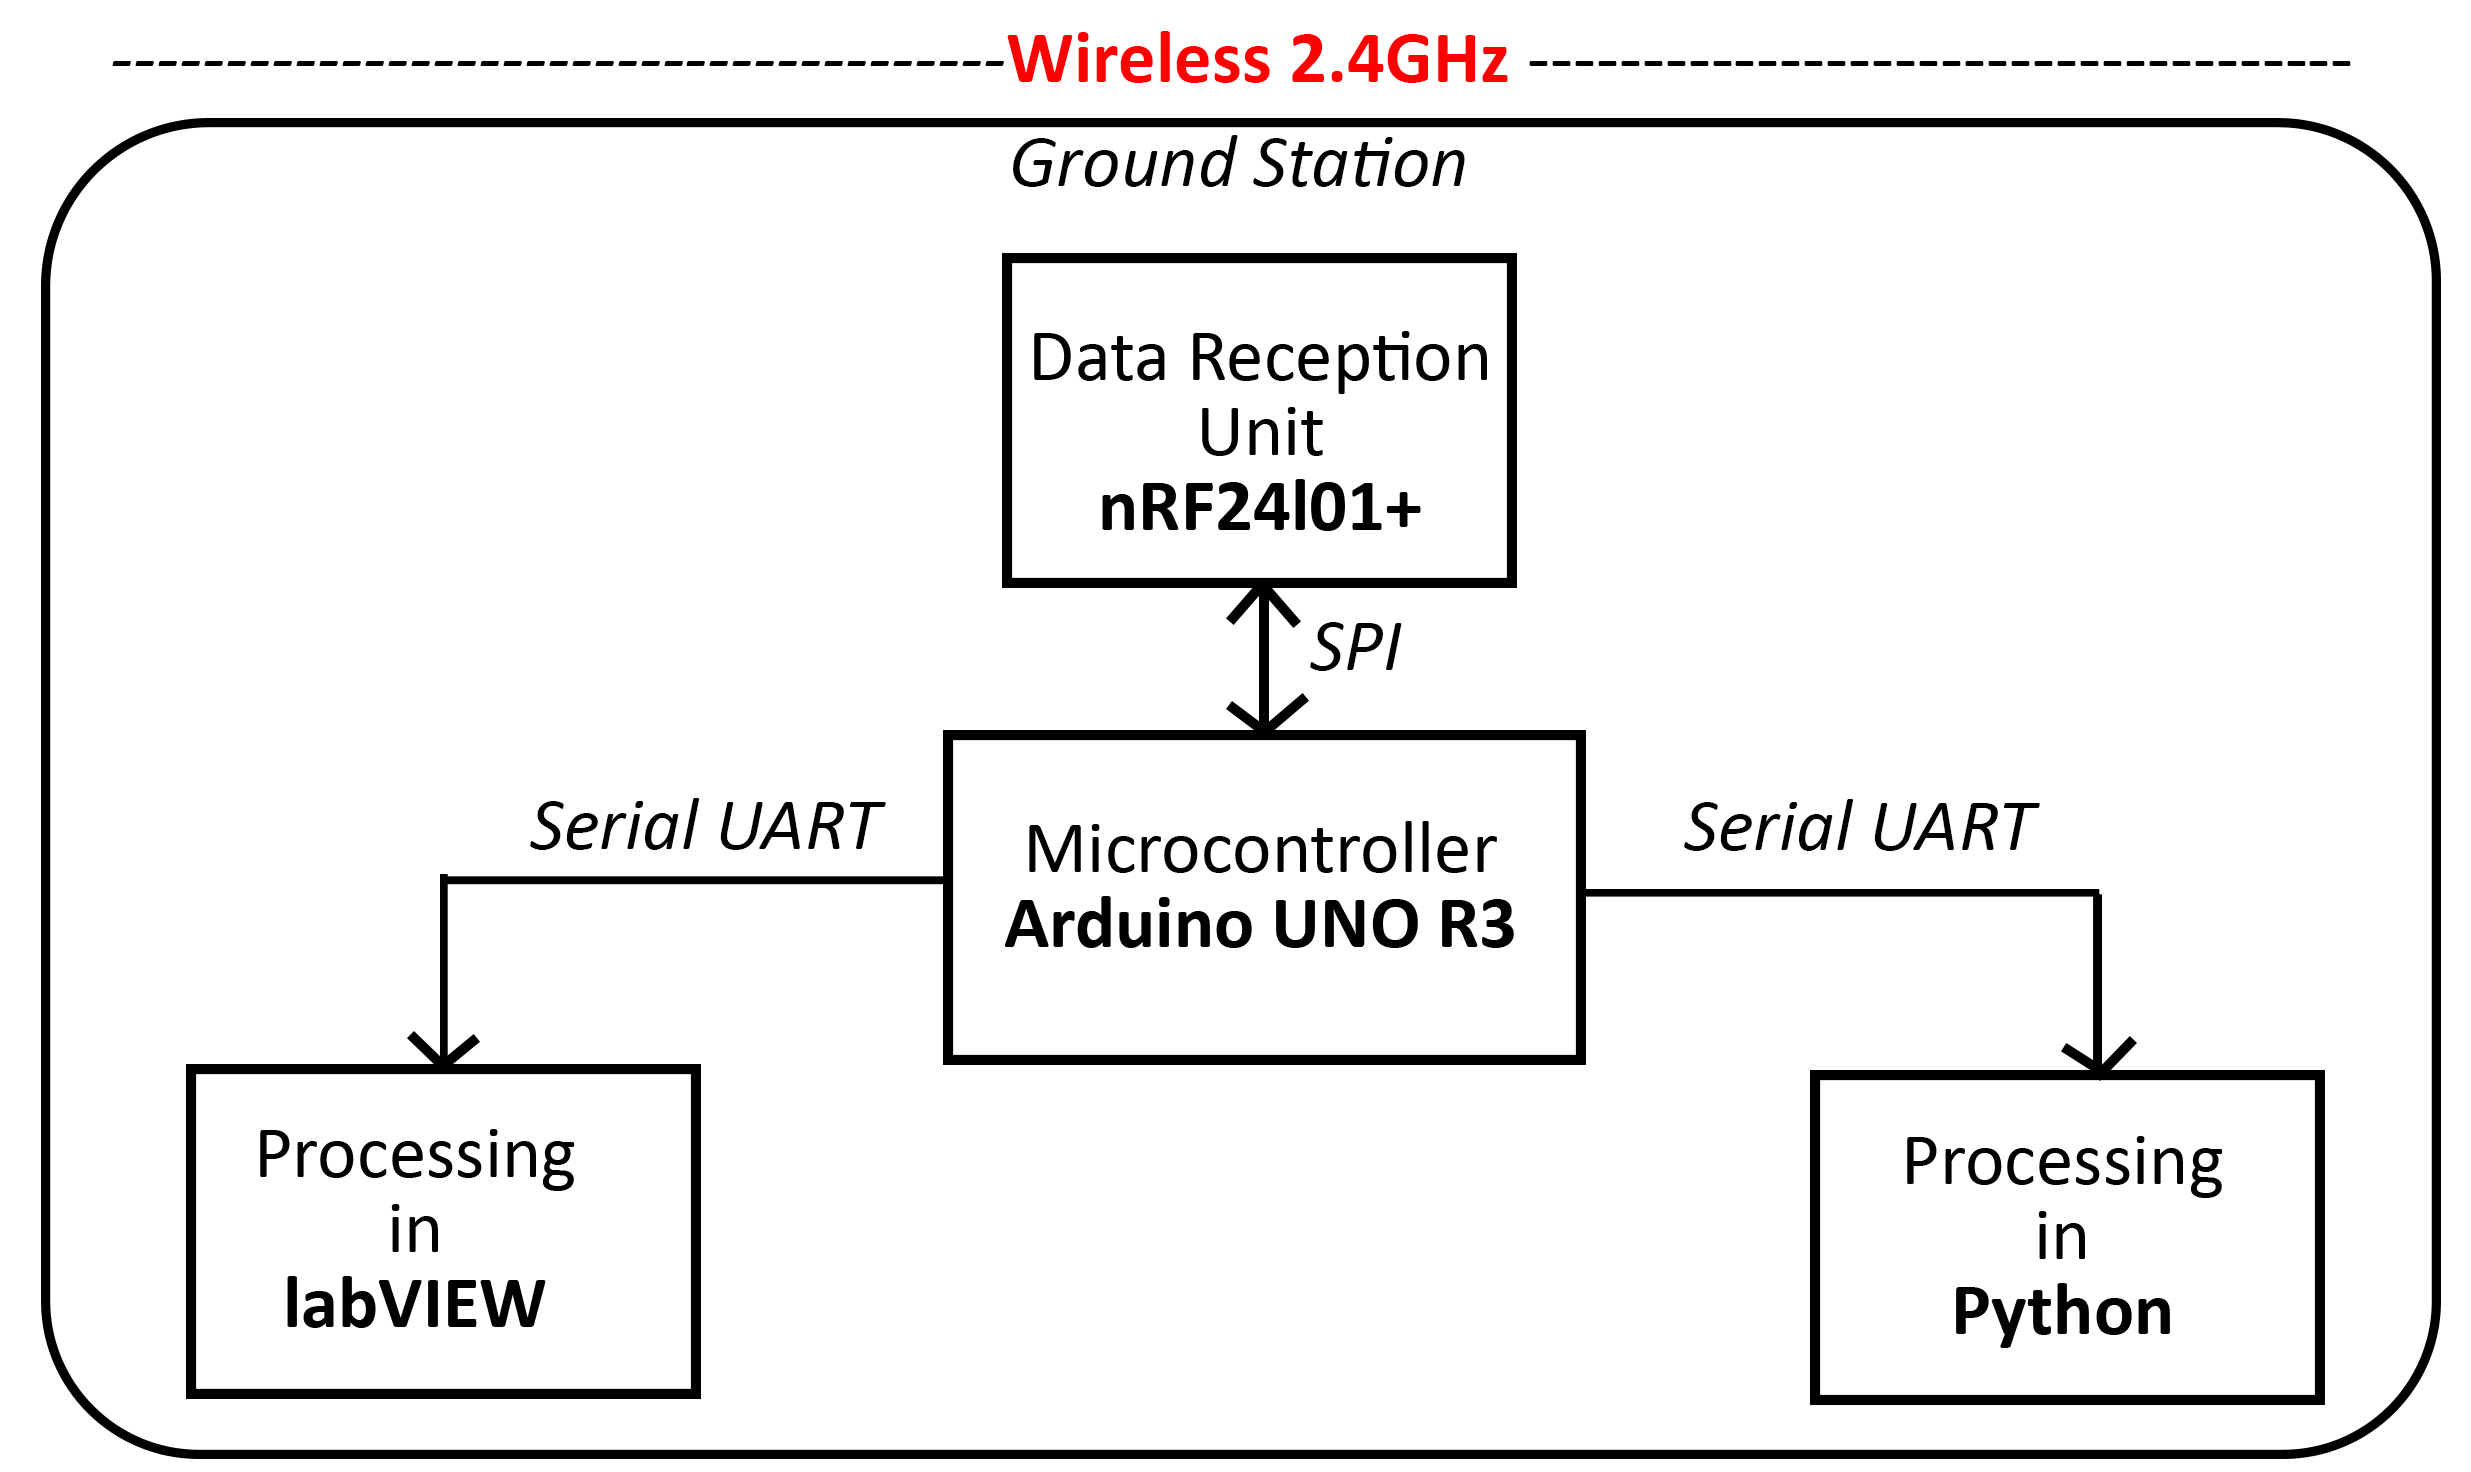 Wireless 2.4GHz
Ground Station
Data Reception
Unit
nRF24l01+
SPI
Serial UART
Serial UART
Microcontroller
Arduino UNO R3
Processing
in
labVIEW
Processing
in
Python